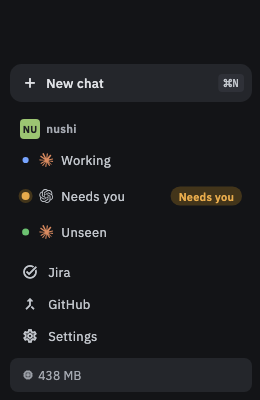 New chat ⌘N
NU nushi
Working
Needs you Needs you
Unseen
Jira
GitHub
Settings
438 MB